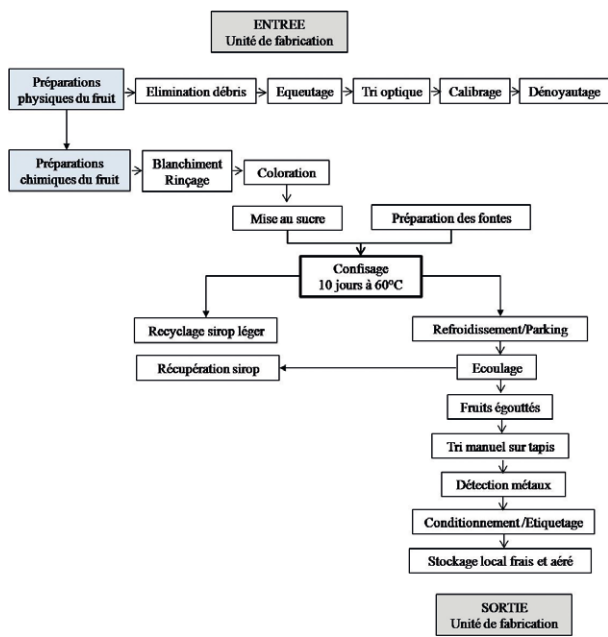 ENTREE
Unité de fabrication
Préparations
physiques du fruit
Elimination débris
Equeutage
Tri optique
Calibrage
Dénoyautage
Préparations
chimiques du fruit
Blanchiment
Rinçage
Coloration
Mise au sucre
Préparation des fontes
Confisage
10 jours à 60°C
Recyclage sirop léger
Refroidissement/Parking
Récupération sirop
Ecoulage
Fruits égouttés
Tri manuel sur tapis
Détection métaux
Conditionnement/Etiquetage
Stockage local frais et aéré
SORTIE
Unité de fabrication